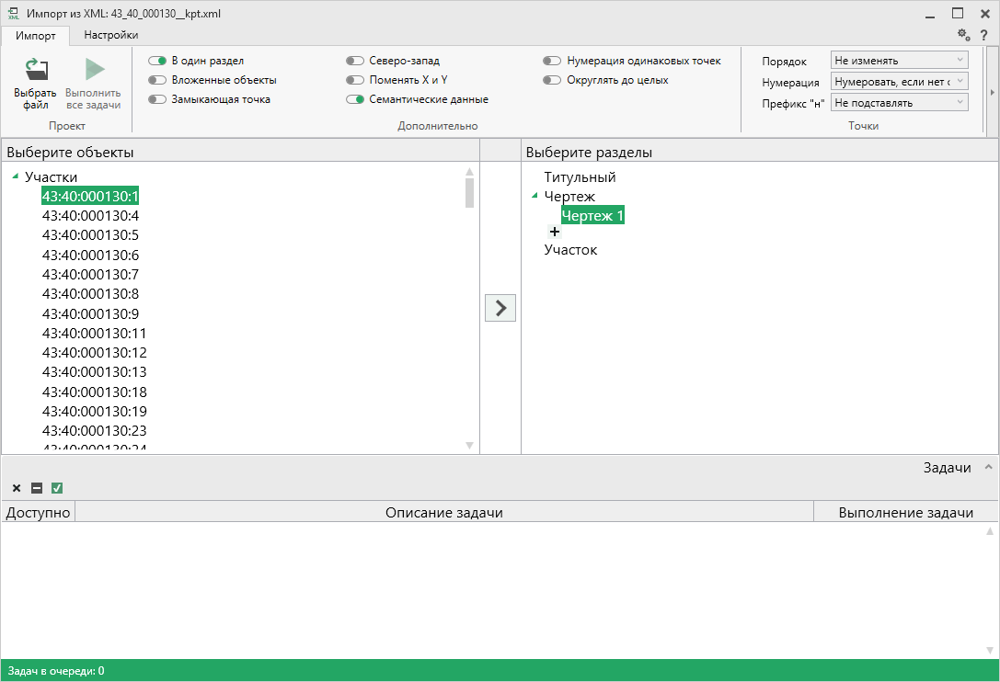 Импорт из XML: 43_40_000130__kpt.xml
Импорт
Настройки
?
Выбрать файл
Выполнить все задачи
Проект
В один раздел
Вложенные объекты
Замыкающая точка
Северо-запад
Поменять X и Y
Семантические данные
Нумерация одинаковых точек
Округлять до целых
Дополнительно
Порядок
Не изменять
Нумерация
Нумеровать, если нет
Префикс "н"
Не подставлять
Точки
Выберите объекты
Участки
43:40:000130:1
43:40:000130:4
43:40:000130:5
43:40:000130:6
43:40:000130:7
43:40:000130:8
43:40:000130:9
43:40:000130:11
43:40:000130:12
43:40:000130:13
43:40:000130:18
43:40:000130:19
43:40:000130:23
43:40:000130:24
Выберите разделы
Титульный
Чертеж
Чертеж 1
+
Участок
Задачи
Доступно
Описание задачи
Выполнение задачи
Задач в очереди: 0